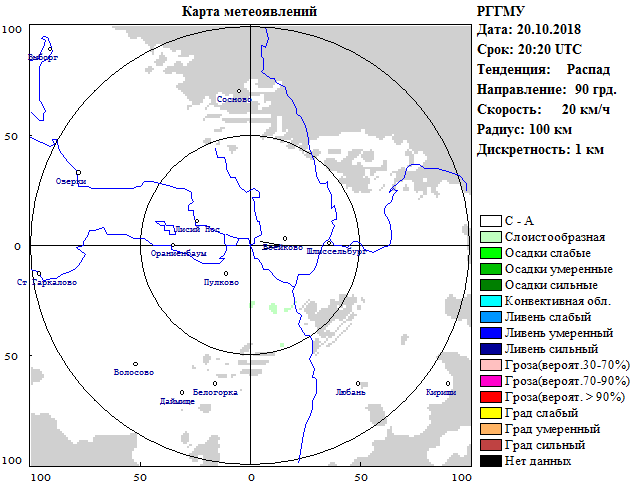 Карта метеоявлений
РГГМУ
Дата: 20.10.2018
Срок: 20:20 UTC
Тенденция: Распад
Направление: 90 грд.
Скорость: 20 км/ч
Радиус: 100 км
Дискретность: 1 км
100
50
0
50
100
100
50
0
50
100
Выборг
Сосново
Озерки
Лисий Нос
Ораниенбаум
Воейково
Шлиссельбург
Ст. Гаркалово
Пулково
Волосово
Даймище
Белогорка
Любань
Кириши
С - А
Слоистообразная
Осадки слабые
Осадки умеренные
Осадки сильные
Конвективная обл.
Ливень слабый
Ливень умеренный
Ливень сильный
Гроза(вероят.30-70%)
Гроза(вероят.70-90%)
Гроза(вероят. > 90%)
Град слабый
Град умеренный
Град сильный
Нет данных